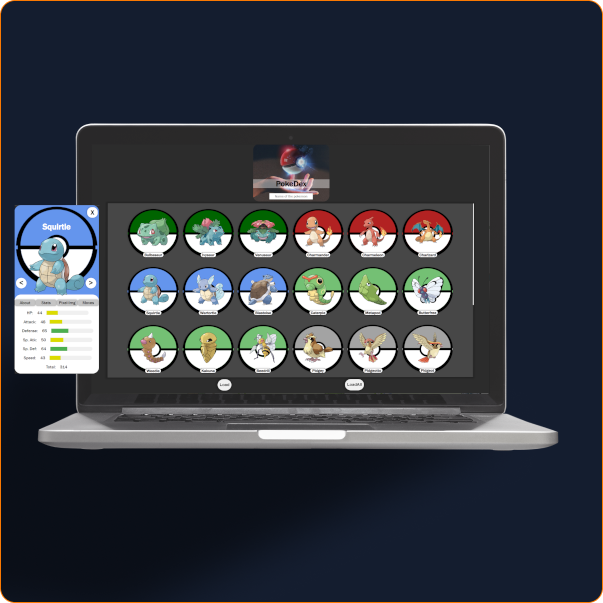 PokeDex
X
Squirtle
<
>
About Stats Breeding Moves
HP: 44
Attack: 48
Defense: 65
Sp. Atk: 50
Sp. Def: 64
Speed: 43
Total: 314
Bulbasaur Ivysaur Venusaur Charmander Charmeleon Charizard
Squirtle Wartortle Blastoise Caterpie Metapod Butterfree
Weedle Kakuna Beedrill Pidgey Pidgeotto Pidgeot
Load
LoadAll